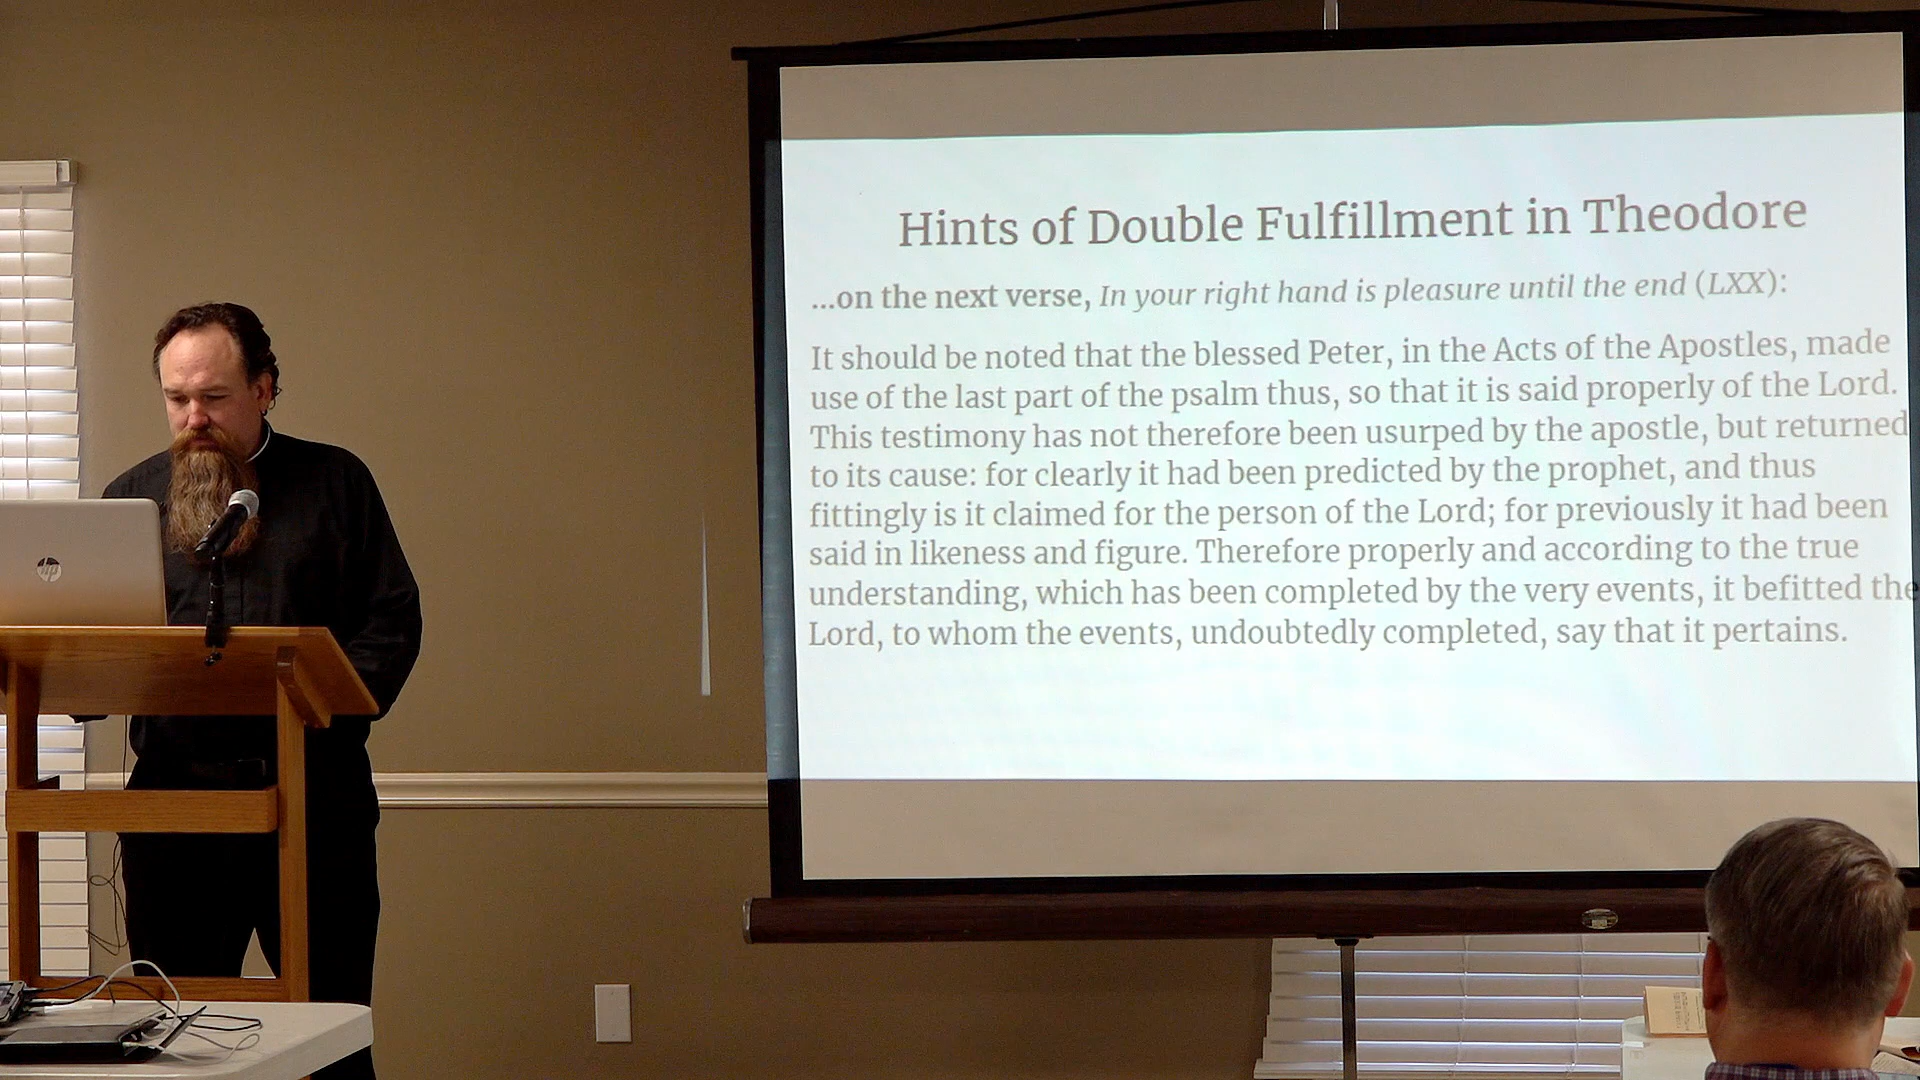 Hints of Double Fulfillment in Theodore
...on the next verse, In your right hand is pleasure until the end (LXX):
It should be noted that the blessed Peter, in the Acts of the Apostles, made
use of the last part of the psalm thus, so that it is said properly of the Lord.
This testimony has not therefore been usurped by the apostle, but returned
to its cause: for clearly it had been predicted by the prophet, and thus
fittingly is it claimed for the person of the Lord; for previously it had been
said in likeness and figure. Therefore properly and according to the true
understanding, which has been completed by the very events, it befitted the
Lord, to whom the events, undoubtedly completed, say that it pertains.
hp